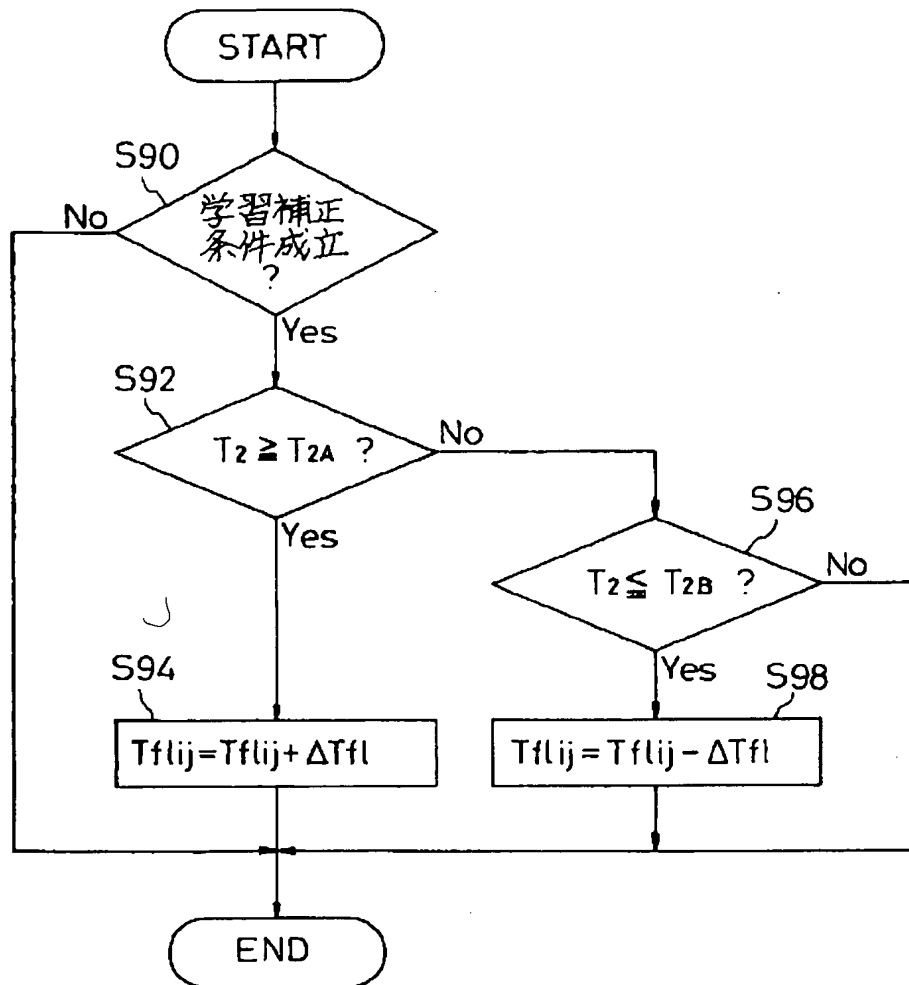 START
S90
学習補正
条件成立
?
No
Yes
S92
T2 ≧ T2A ?
No
Yes
S96
T2 ≦ T2B ?
No
Yes
S94
Tflij=Tflij+ΔTfl
S98
Tflij=Tflij-ΔTfl
END